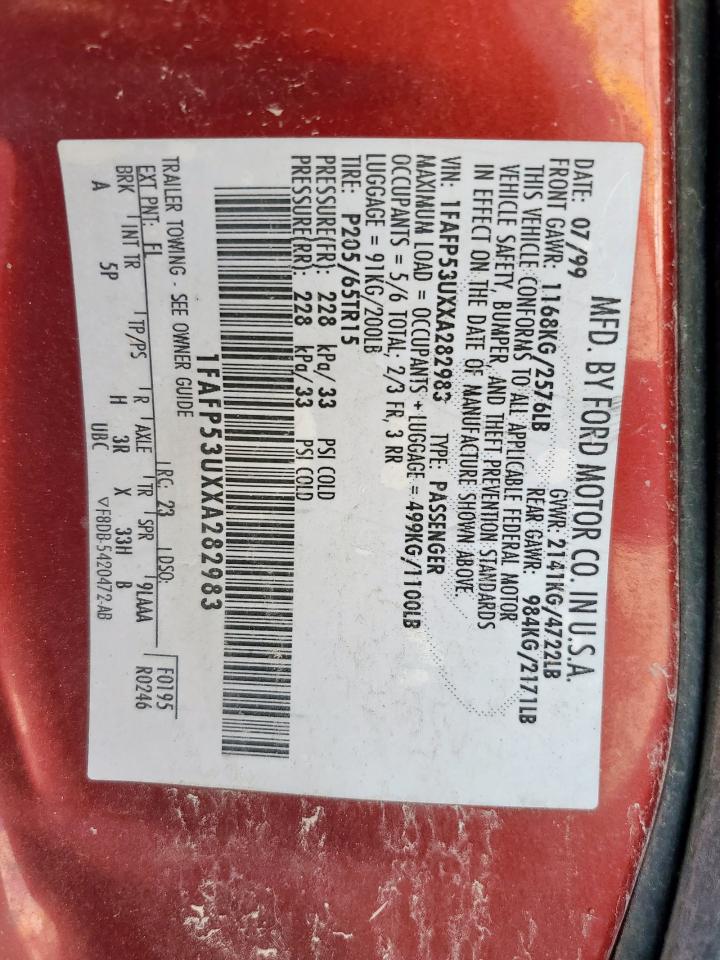 MFD. BY FORD MOTOR CO. IN U.S.A.
DATE: 07/99 GVWR: 2141KG/4722LB
FRONT GAWR: 1168KG/2576LB REAR GAWR: 984KG/2171LB
THIS VEHICLE CONFORMS TO ALL APPLICABLE FEDERAL MOTOR
VEHICLE SAFETY, BUMPER, AND THEFT PREVENTION STANDARDS
IN EFFECT ON THE DATE OF MANUFACTURE SHOWN ABOVE.
VIN: 1FAFP53UXXA282983 TYPE: PASSENGER
MAXIMUM LOAD = OCCUPANTS + LUGGAGE = 499KG/1100LB
OCCUPANTS = 5/6 TOTAL; 2/3 FR, 3 RR
LUGGAGE = 91KG/200LB
TIRE: P205/65TR15
PRESSURE(FR): 228 kPa/33 PSI COLD
PRESSURE(RR): 228 kPa/33 PSI COLD
1FAFP53UXXA282983
TRAILER TOWING - SEE OWNER GUIDE
EXT PNT: FL RC: 23 DSO:
BRK INT TR TP/PS R AXLE TR SPR F0195
A 5P H 3R X 33H B 9LAAA R0246
UBC ▽F8DB-5420472-AB